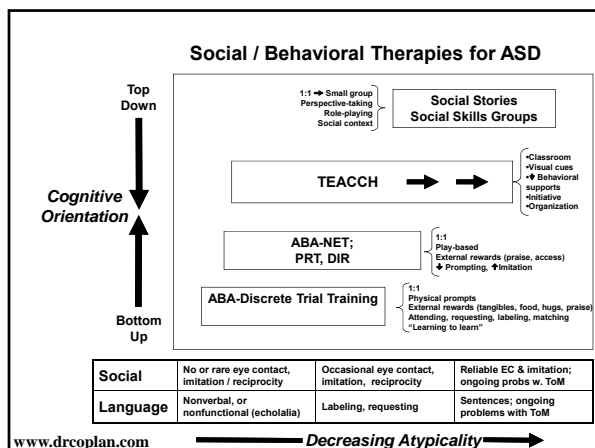 Social / Behavioral Therapies for ASD
Top
Down
Cognitive
Orientation
Bottom
Up
1:1 ➔ Small group
Perspective-taking
Role-playing
Social context
Social Stories
Social Skills Groups
TEACCH
•Classroom
•Visual cues
•⬆ Behavioral
supports
•Initiative
•Organization
ABA-NET;
PRT, DIR
1:1
Play-based
External rewards (praise, access)
⬇ Prompting, ⬆Imitation
ABA-Discrete Trial Training
1:1
Physical prompts
External rewards (tangibles, food, hugs, praise)
Attending, requesting, labeling, matching
"Learning to learn"
Social
No or rare eye contact,
imitation / reciprocity
Occasional eye contact,
imitation, reciprocity
Reliable EC & imitation;
ongoing probs w. ToM
Language
Nonverbal, or
nonfunctional (echolalia)
Labeling, requesting
Sentences; ongoing
problems with ToM
www.drcoplan.com
Decreasing Atypicality